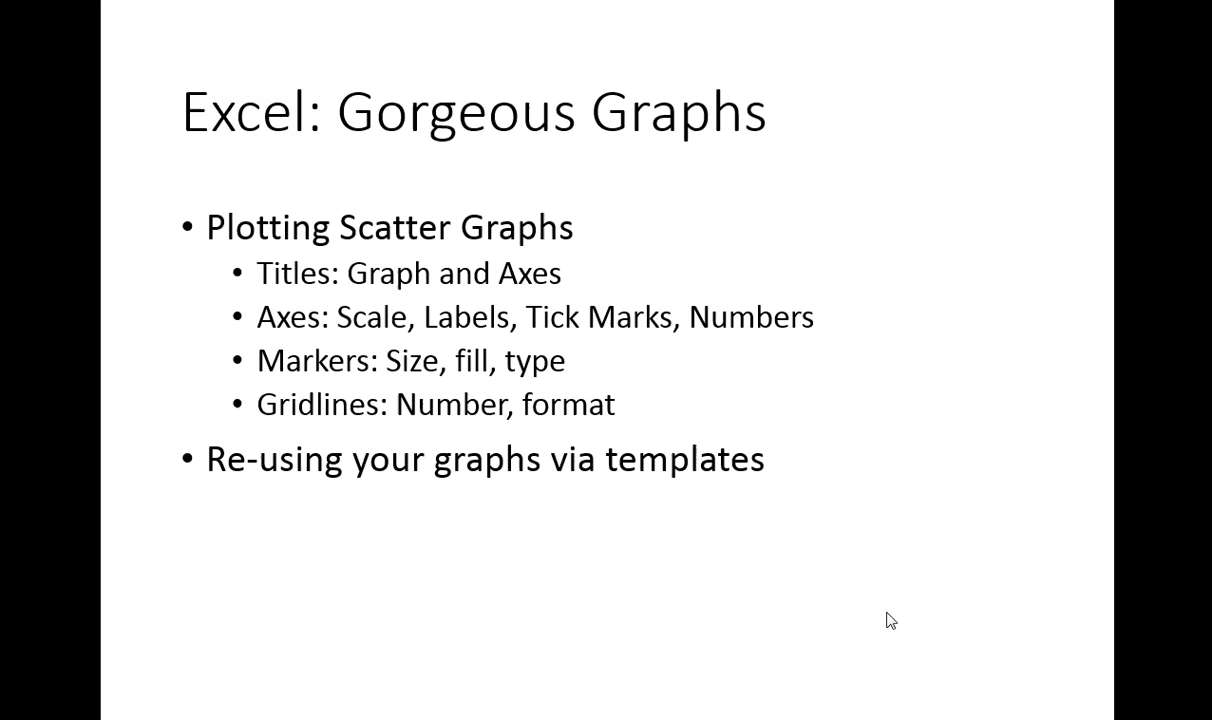 Excel: Gorgeous Graphs
• Plotting Scatter Graphs
• Titles: Graph and Axes
• Axes: Scale, Labels, Tick Marks, Numbers
• Markers: Size, fill, type
• Gridlines: Number, format
• Re-using your graphs via templates